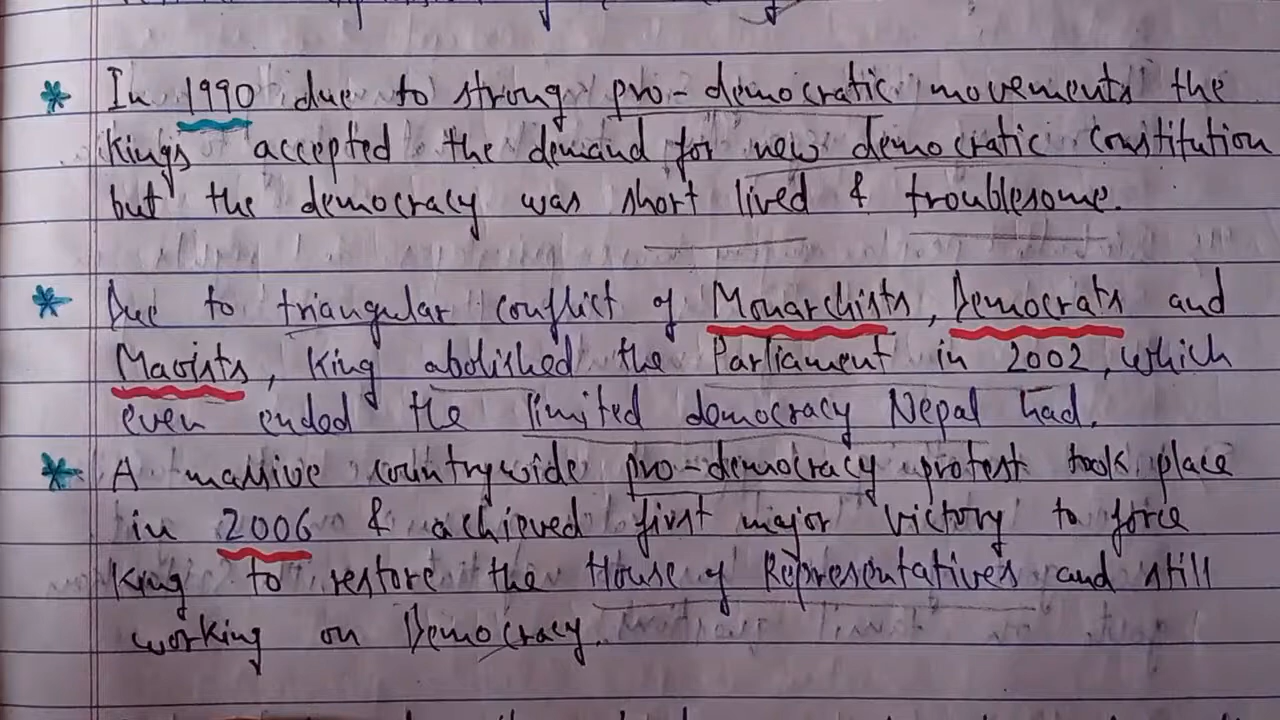 * In 1990 due to strong pro-democratic movements the
Kings accepted the demand for new democratic constitution
but the democracy was short lived & troublesome.
* Due to triangular conflict of Monarchists, Democrats and
Maoists, King abolished the Parliament in 2002, which
even ended the limited democracy Nepal had.
* A massive countrywide pro-democracy protest took place
in 2006 & achieved first major victory to force
King to restore the House of Representatives and still
working on Democracy.